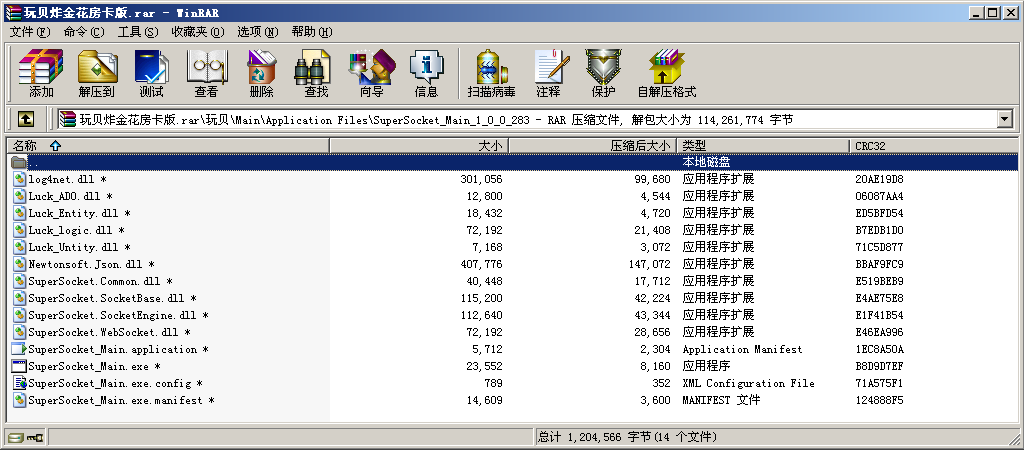 玩贝炸金花房卡版.rar - WinRAR
文件(F) 命令(C) 工具(S) 收藏夹(O) 选项(N) 帮助(H)
添加 解压到 测试 查看 删除 查找 向导 信息 扫描病毒 注释 保护 自解压格式
玩贝炸金花房卡版.rar\玩贝\Main\Application Files\SuperSocket_Main_1_0_0_283 - RAR 压缩文件, 解包大小为 114,261,774 字节
名称 大小 压缩后大小 类型 CRC32
.. 本地磁盘
log4net.dll * 301,056 99,680 应用程序扩展 20AE19D8
Luck_ADO.dll * 12,800 4,544 应用程序扩展 06087AA4
Luck_Entity.dll * 18,432 4,720 应用程序扩展 ED5BFD54
Luck_logic.dll * 72,192 21,408 应用程序扩展 B7EDB1D0
Luck_Untity.dll * 7,168 3,072 应用程序扩展 71C5D877
Newtonsoft.Json.dll * 407,776 147,072 应用程序扩展 BBAF9FC9
SuperSocket.Common.dll * 40,448 17,712 应用程序扩展 E519BEB9
SuperSocket.SocketBase.dll * 115,200 42,224 应用程序扩展 E4AE75E8
SuperSocket.SocketEngine.dll * 112,640 43,344 应用程序扩展 E1F41B54
SuperSocket.WebSocket.dll * 72,192 28,656 应用程序扩展 E46EA996
SuperSocket_Main.application * 5,712 2,304 Application Manifest 1EC8A50A
SuperSocket_Main.exe * 23,552 8,160 应用程序 B8D9D7EF
SuperSocket_Main.exe.config * 789 352 XML Configuration File 71A575F1
SuperSocket_Main.exe.manifest * 14,609 3,600 MANIFEST 文件 124888F5
总计 1,204,566 字节(14 个文件)